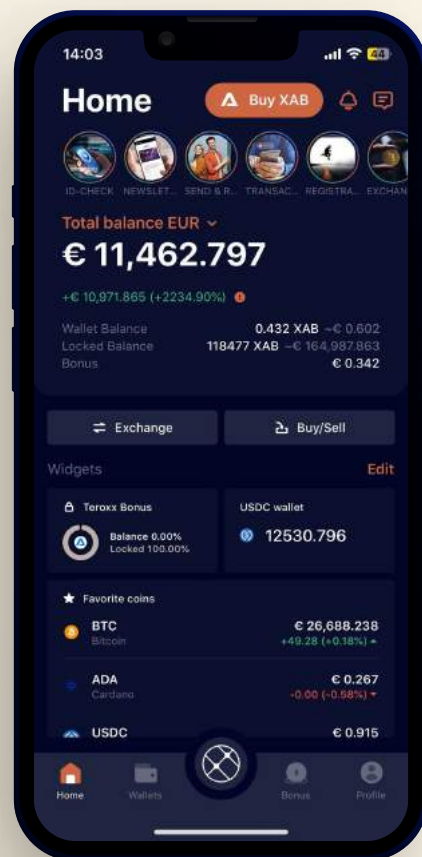 14:03
44
Home
Buy XAB
ID-CHECK NEWSLET... SEND & R... TRANSAC... REGISTRA... EXCHAN
Total balance EUR
€ 11,462.797
+€ 10,971.865 (+2234.90%)
Wallet Balance 0.432 XAB ~€ 0.602
Locked Balance 118477 XAB ~€ 164,987.863
Bonus € 0.342
Exchange Buy/Sell
Widgets Edit
Teroxx Bonus USDC wallet
Balance 0.00%
Locked 100.00%
12530.796
Favorite coins
BTC € 26,688.238
Bitcoin +49.28 (+0.18%)
ADA € 0.267
Cardano -0.00 (-0.58%)
USDC € 0.915
Home Wallets Bonus Profile